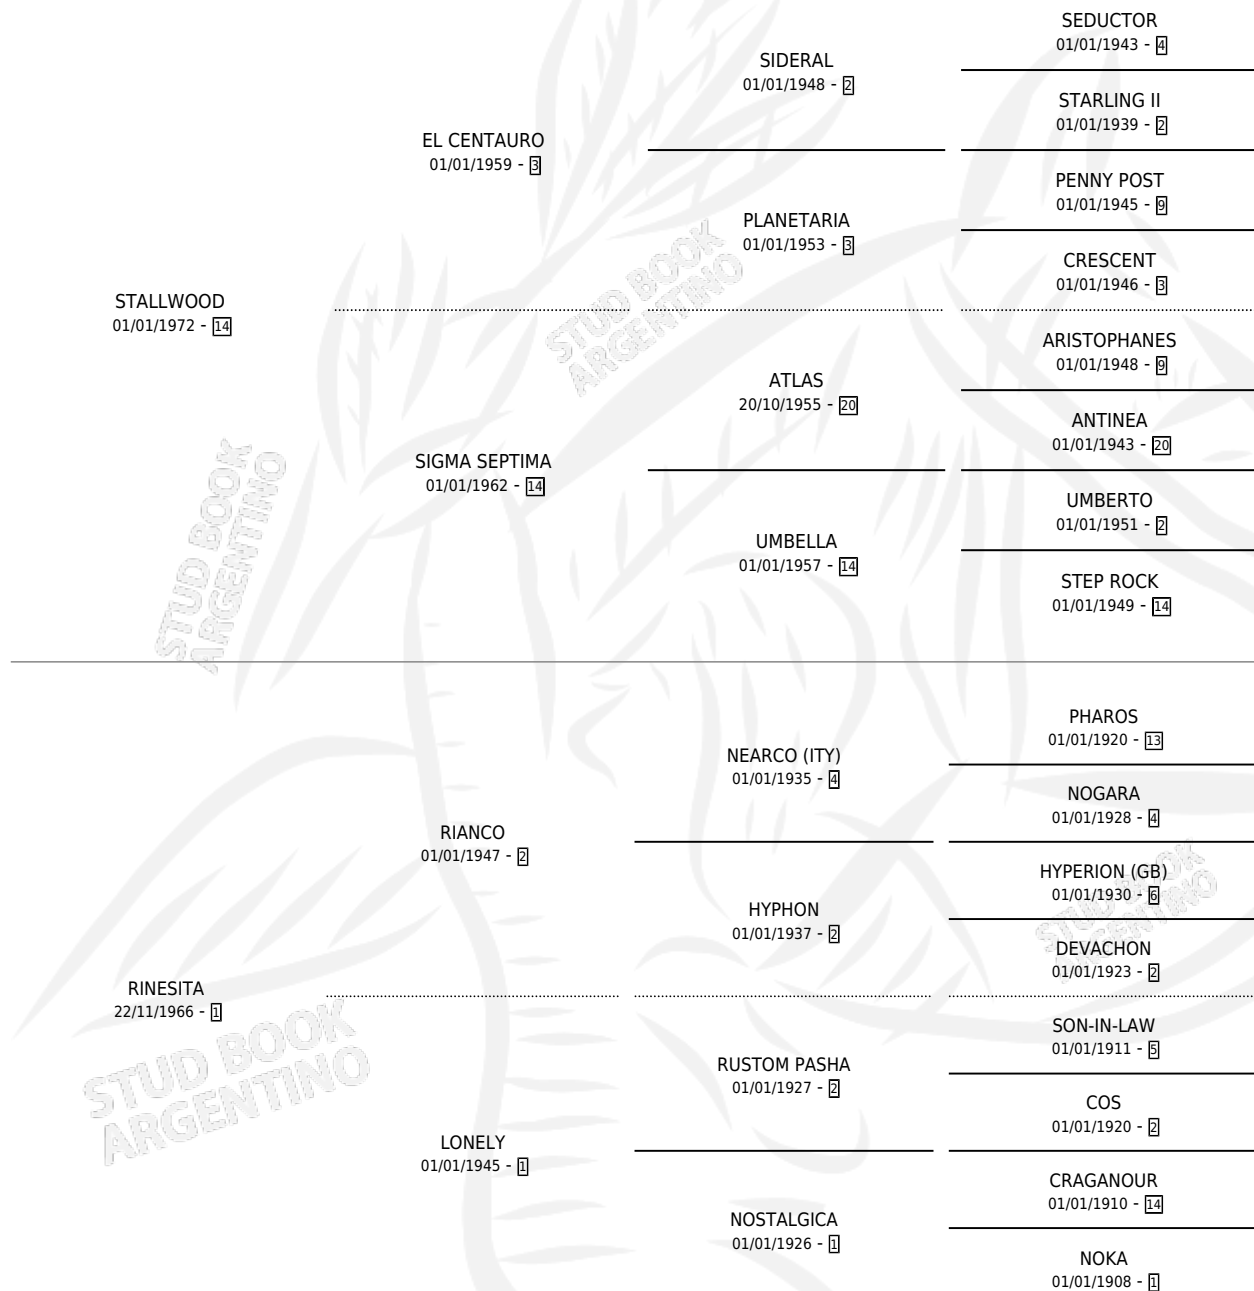 SEDUCTOR
01/01/1943 - 4
SIDERAL
01/01/1948 - 2
STARLING II
01/01/1939 - 2
EL CENTAURO
01/01/1959 - 3
PENNY POST
01/01/1945 - 9
PLANETARIA
01/01/1953 - 3
CRESCENT
01/01/1946 - 3
STALLWOOD
01/01/1972 - 14
ARISTOPHANES
01/01/1948 - 9
ATLAS
20/10/1955 - 20
ANTINEA
01/01/1943 - 20
SIGMA SEPTIMA
01/01/1962 - 14
UMBERTO
01/01/1951 - 2
UMBELLA
01/01/1957 - 14
STEP ROCK
01/01/1949 - 14
PHAROS
01/01/1920 - 13
NEARCO (ITY)
01/01/1935 - 4
NOGARA
01/01/1928 - 4
RIANCO
01/01/1947 - 2
HYPERION (GB)
01/01/1930 - 6
HYPHON
01/01/1937 - 2
DEVACHON
01/01/1923 - 2
RINESITA
22/11/1966 - 1
SON-IN-LAW
01/01/1911 - 5
RUSTOM PASHA
01/01/1927 - 2
COS
01/01/1920 - 2
LONELY
01/01/1945 - 1
CRAGANOUR
01/01/1910 - 14
NOSTALGICA
01/01/1926 - 1
NOKA
01/01/1908 - 1
STUD BOOK
ARGENTINO
STUD BOOK
ARGENTINO
STUD BOOK
ARGENTINO
STUD BOOK
ARGENTINO